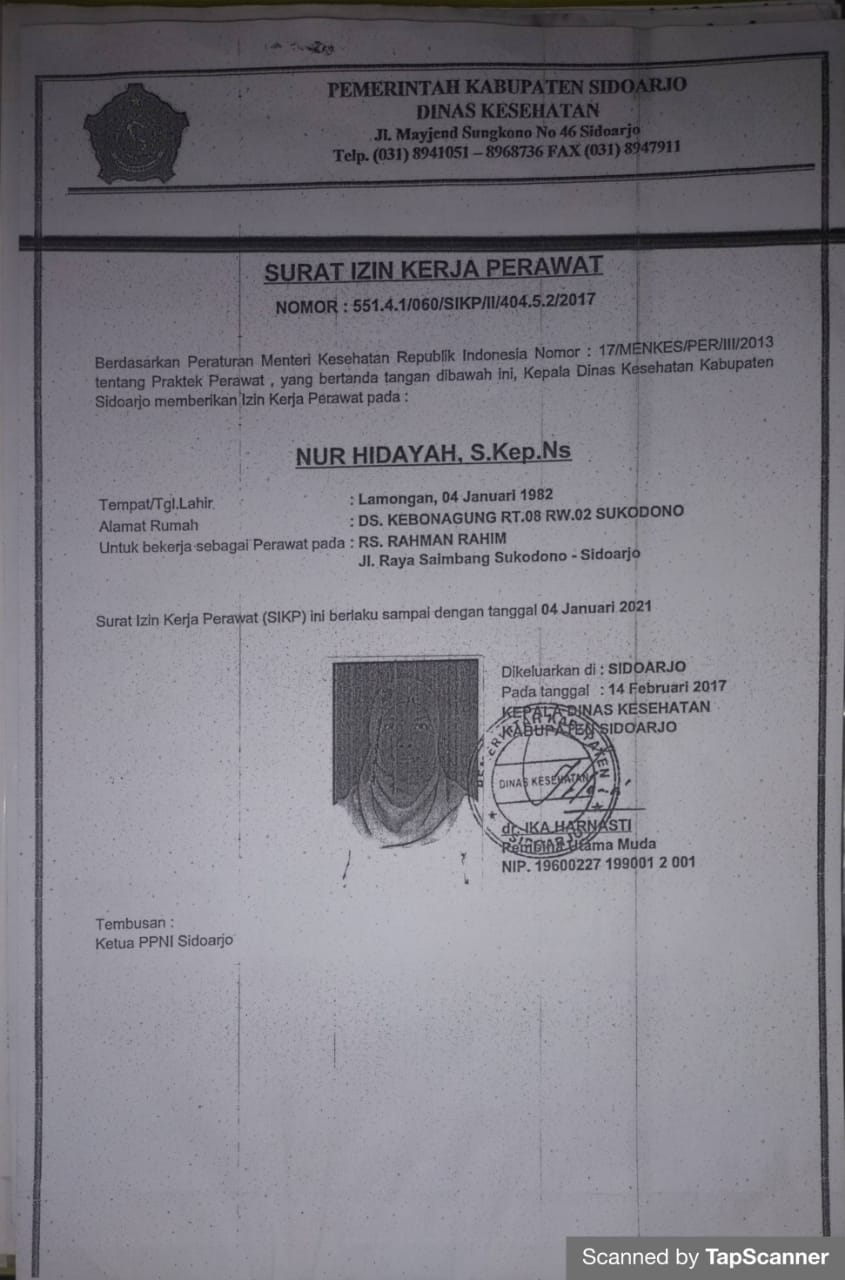 PEMERINTAH KABUPATEN SIDOARJO
DINAS KESEHATAN
Jl. Mayjend Sungkono No 46 Sidoarjo
Telp. (031) 8941051 – 8968736 FAX (031) 8947911
SURAT IZIN KERJA PERAWAT
NOMOR : 551.4.1/060/SIKP/II/404.5.2/2017
Berdasarkan Peraturan Menteri Kesehatan Republik Indonesia Nomor : 17/MENKES/PER/III/2013
tentang Praktek Perawat , yang bertanda tangan dibawah ini, Kepala Dinas Kesehatan Kabupaten
Sidoarjo memberikan Izin Kerja Perawat pada :
NUR HIDAYAH, S.Kep.Ns
Tempat/Tgl.Lahir : Lamongan, 04 Januari 1982
Alamat Rumah : DS. KEBONAGUNG RT.08 RW.02 SUKODONO
Untuk bekerja sebagai Perawat pada : RS. RAHMAN RAHIM
Jl. Raya Saimbang Sukodono - Sidoarjo
Surat Izin Kerja Perawat (SIKP) ini berlaku sampai dengan tanggal 04 Januari 2021
Dikeluarkan di : SIDOARJO
Pada tanggal : 14 Februari 2017
KEPALA DINAS KESEHATAN
KABUPATEN SIDOARJO
DINAS KESEHATAN
dr. IKA HARNASTI
Pembina Utama Muda
NIP. 19600227 199001 2 001
Tembusan :
Ketua PPNI Sidoarjo
Scanned by TapScanner